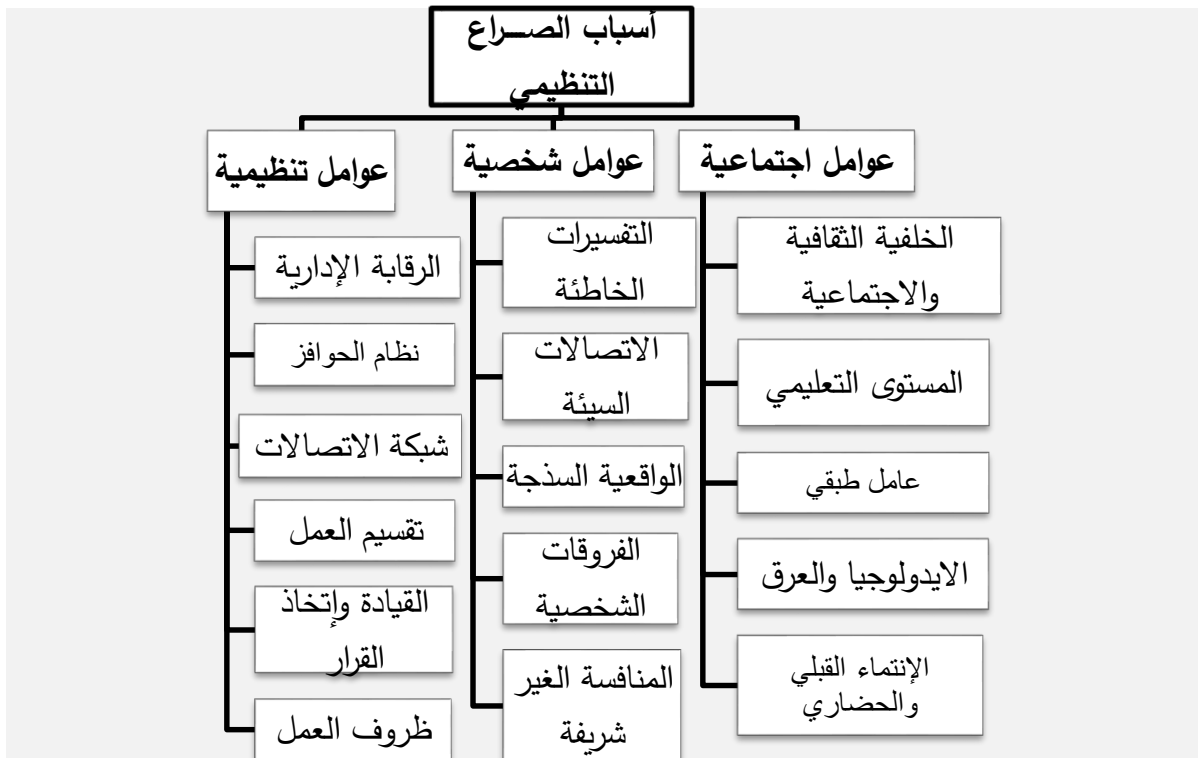 أسباب الصـــراع
التنظيمي
عوامل اجتماعية
الخلفية الثقافية
والاجتماعية
المستوى التعليمي
عامل طبقي
الايدولوجيا والعرق
الإنتماء القبلي
والحضاري
عوامل شخصية
التفسيرات
الخاطئة
الاتصالات
السيئة
الواقعية السذجة
الفروقات
الشخصية
المنافسة الغير
شريفة
عوامل تنظيمية
الرقابة الإدارية
نظام الحوافز
شبكة الاتصالات
تقسيم العمل
القيادة وإتخاذ
القرار
ظروف العمل